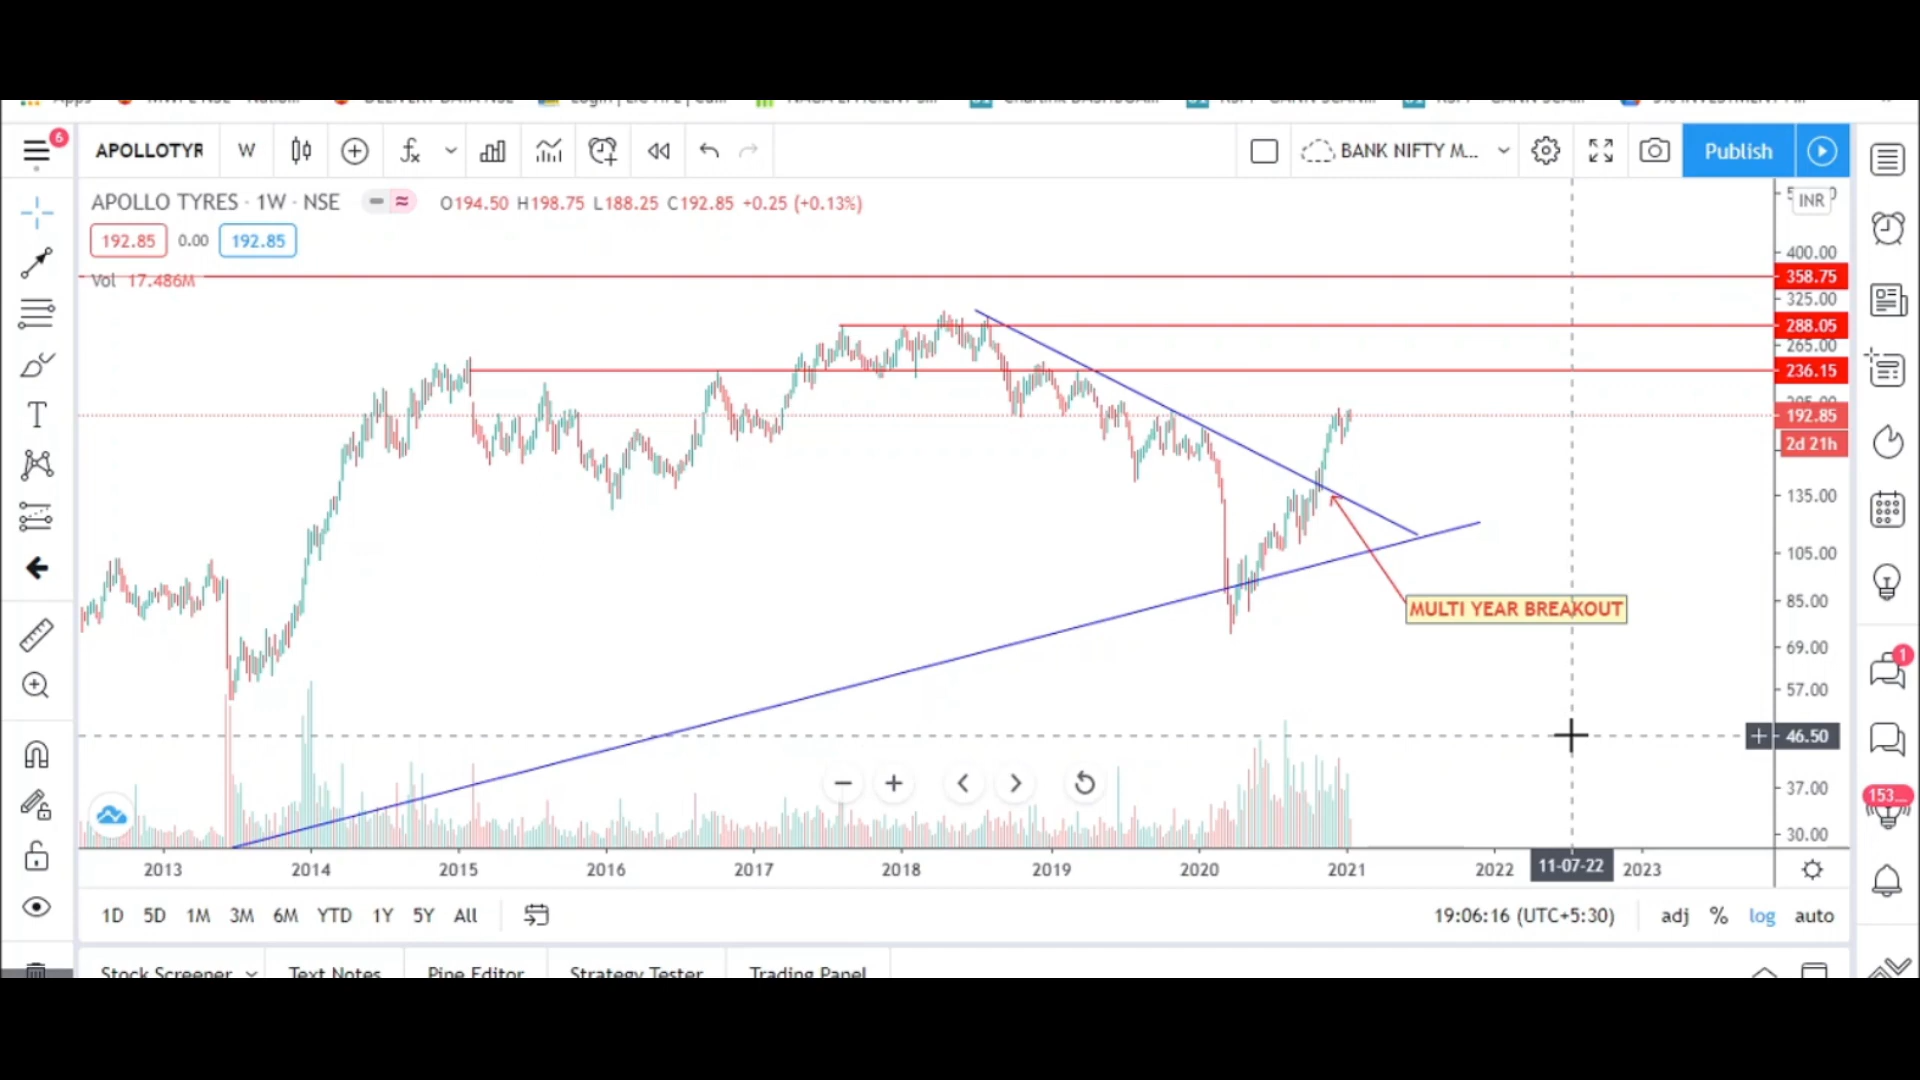 6
APOLLOTYR W BANK NIFTY M... Publish
APOLLO TYRES · 1W · NSE O194.50 H198.75 L188.25 C192.85 +0.25 (+0.13%)
INR
192.85 0.00 192.85
400.00
Vol 17.486M
358.75
325.00
288.05
265.00
236.15
192.85
2d 21h
135.00
105.00
85.00
MULTI YEAR BREAKOUT
69.00
1
57.00
46.50
37.00
153...
30.00
2013 2014 2015 2016 2017 2018 2019 2020 2021 2022 11-07-22 2023
1D 5D 1M 3M 6M YTD 1Y 5Y All 19:06:16 (UTC+5:30) adj % log auto
Stock Screener Text Notes Pine Editor Strategy Tester Trading Panel